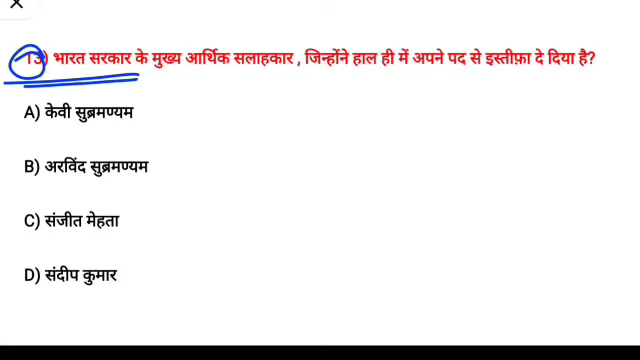 13) भारत सरकार के मुख्य आर्थिक सलाहकार , जिन्होंने हाल ही में अपने पद से इस्तीफ़ा दे दिया है?
A) केवी सुब्रमण्यम
B) अरविंद सुब्रमण्यम
C) संजीत मेहता
D) संदीप कुमार